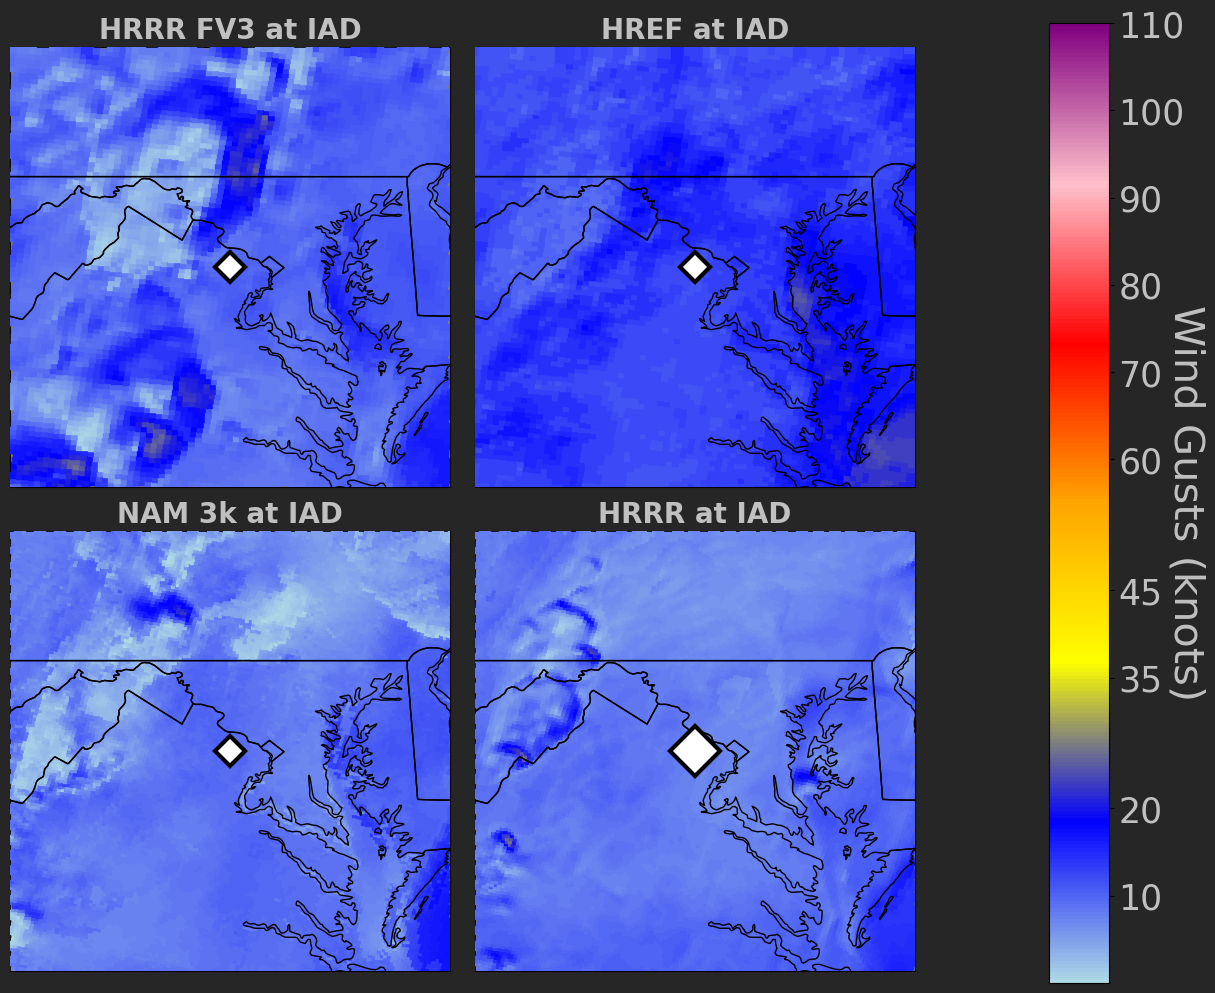 HRRR FV3 at IAD
HREF at IAD
NAM 3k at IAD
HRRR at IAD
110
100
90
80
70
60
45
35
20
10
Wind Gusts (knots)